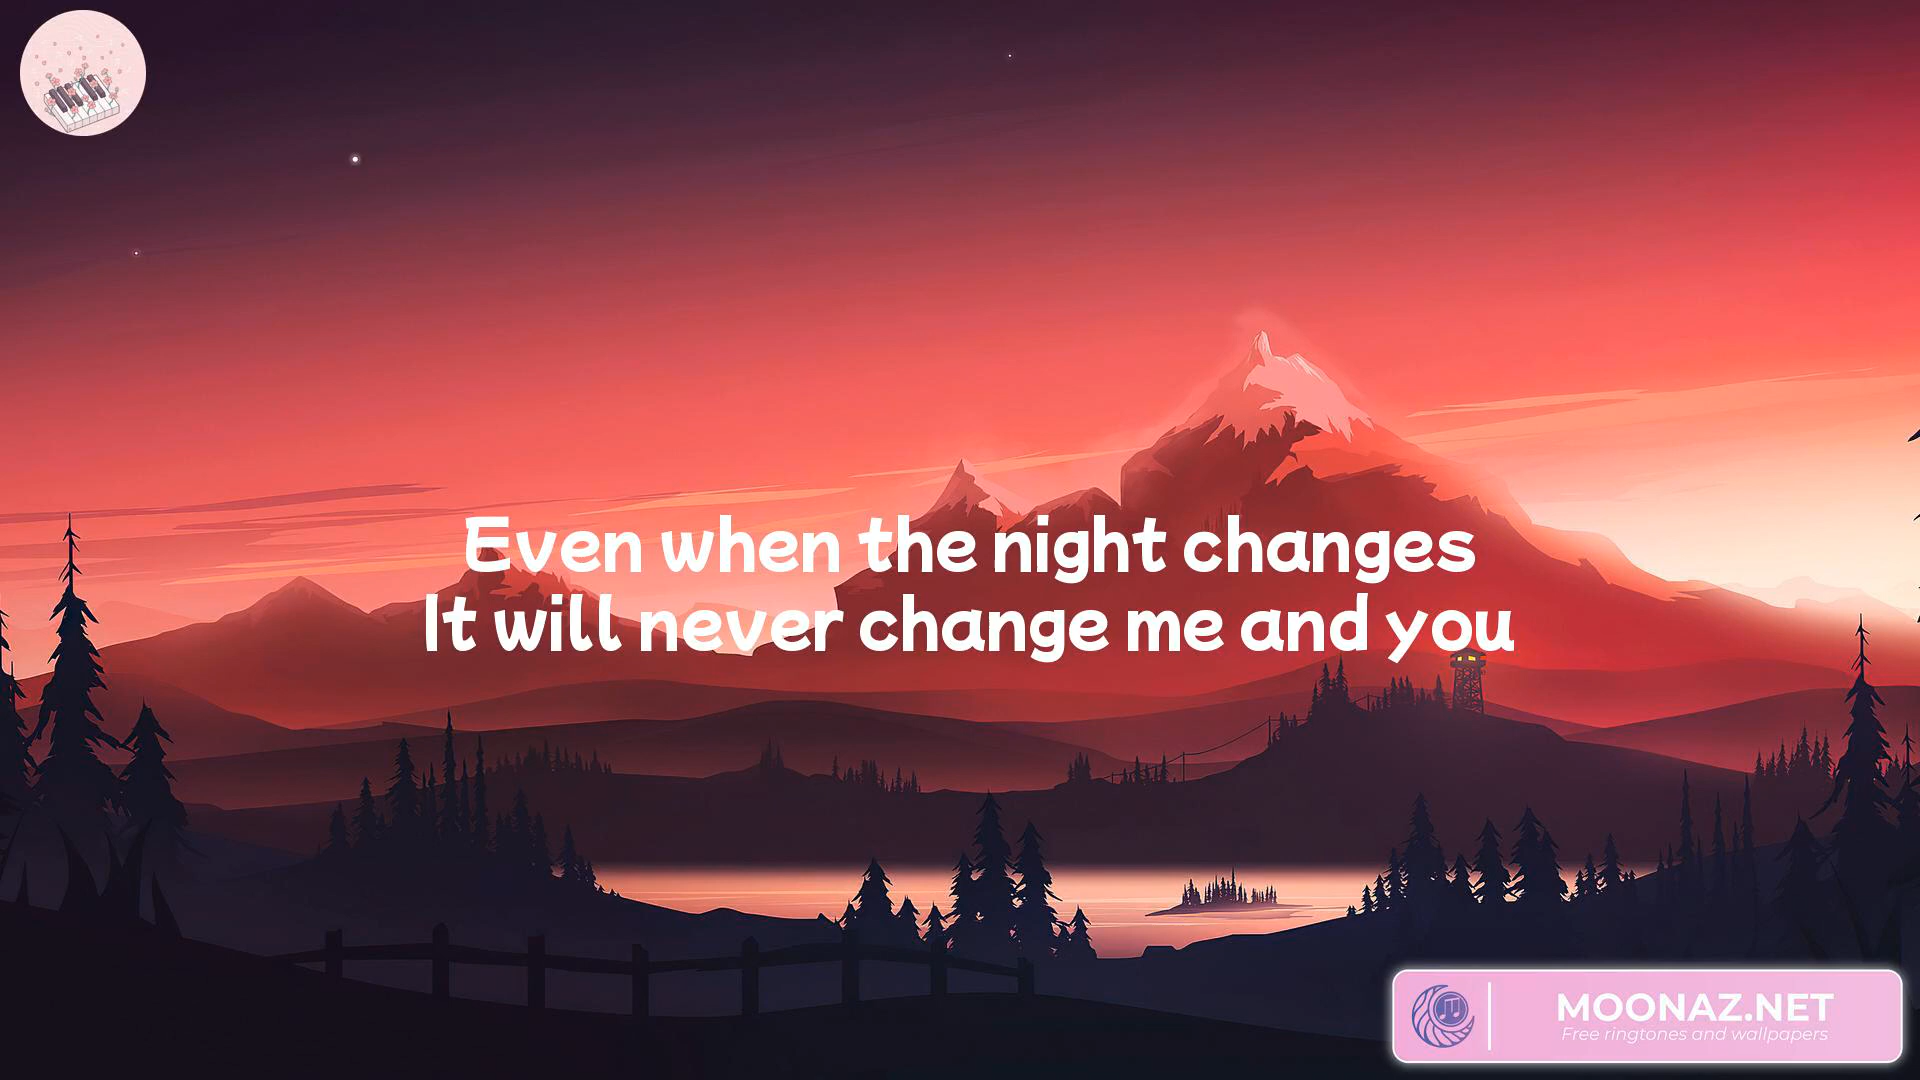 Even when the night changes
It will never change me and you
MOONAZ.NET
Free ringtones and wallpapers